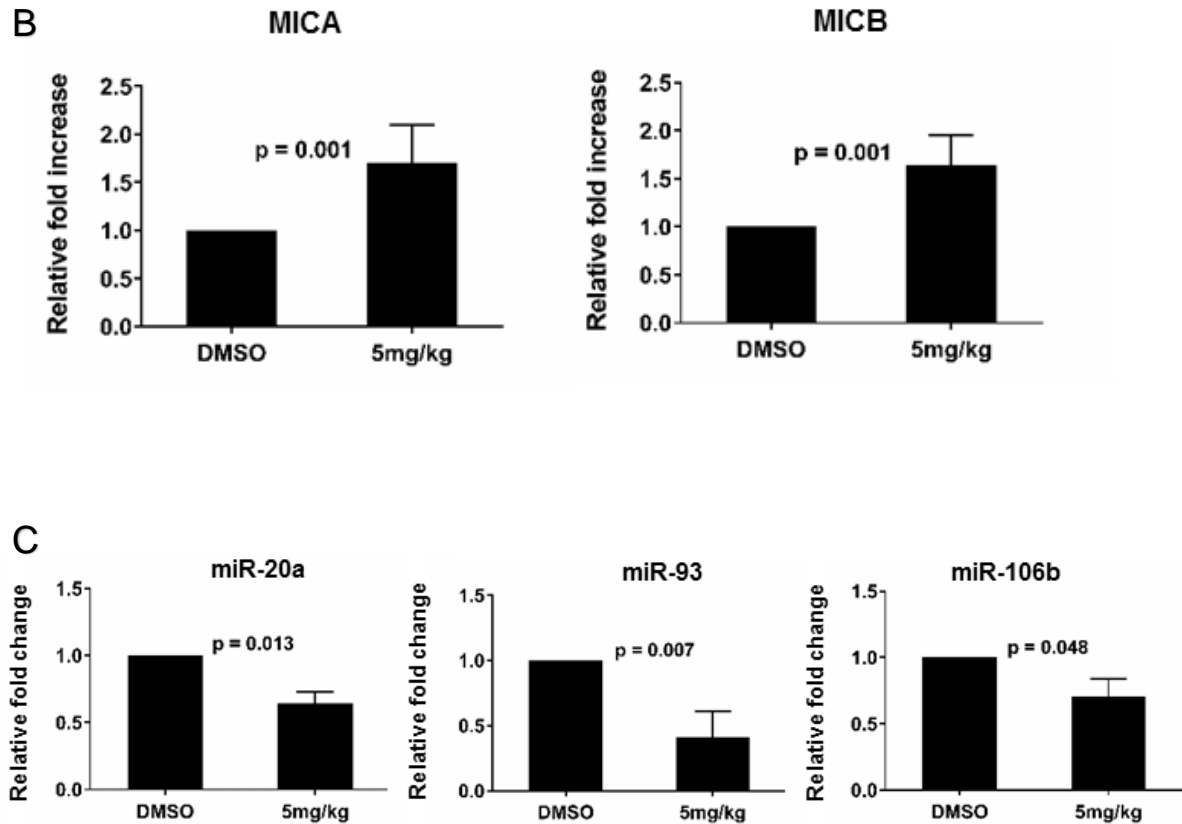 B
MICA
MICB
Relative fold increase
2.5
2.0
1.5
1.0
0.5
0.0
p = 0.001
DMSO
5mg/kg
Relative fold increase
2.5
2.0
1.5
1.0
0.5
0.0
p = 0.001
DMSO
5mg/kg
C
miR-20a
Relative fold change
1.5
1.0
0.5
0.0
p = 0.013
DMSO
5mg/kg
miR-93
Relative fold change
1.5
1.0
0.5
0.0
p = 0.007
DMSO
5mg/kg
miR-106b
Relative fold change
1.5
1.0
0.5
0.0
p = 0.048
DMSO
5mg/kg